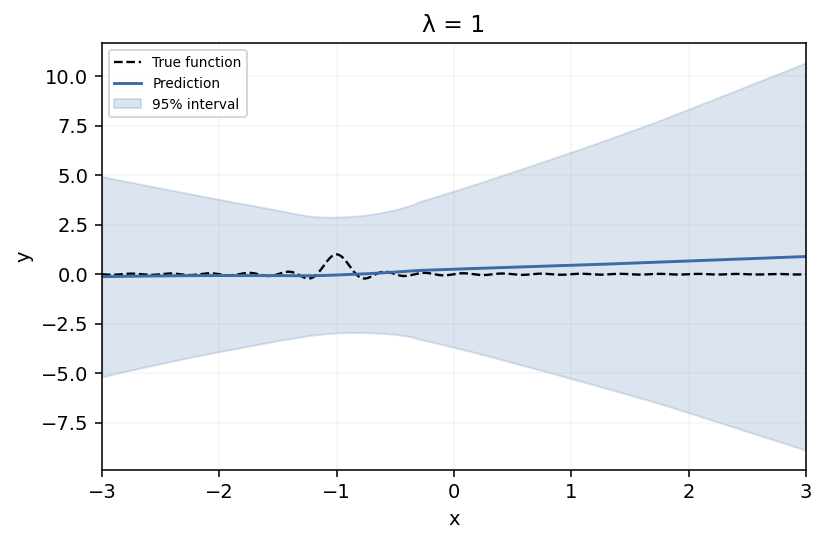 λ = 1
True function
Prediction
95% interval
y
10.0
7.5
5.0
2.5
0.0
−2.5
−5.0
−7.5
−3 −2 −1 0 1 2 3
x